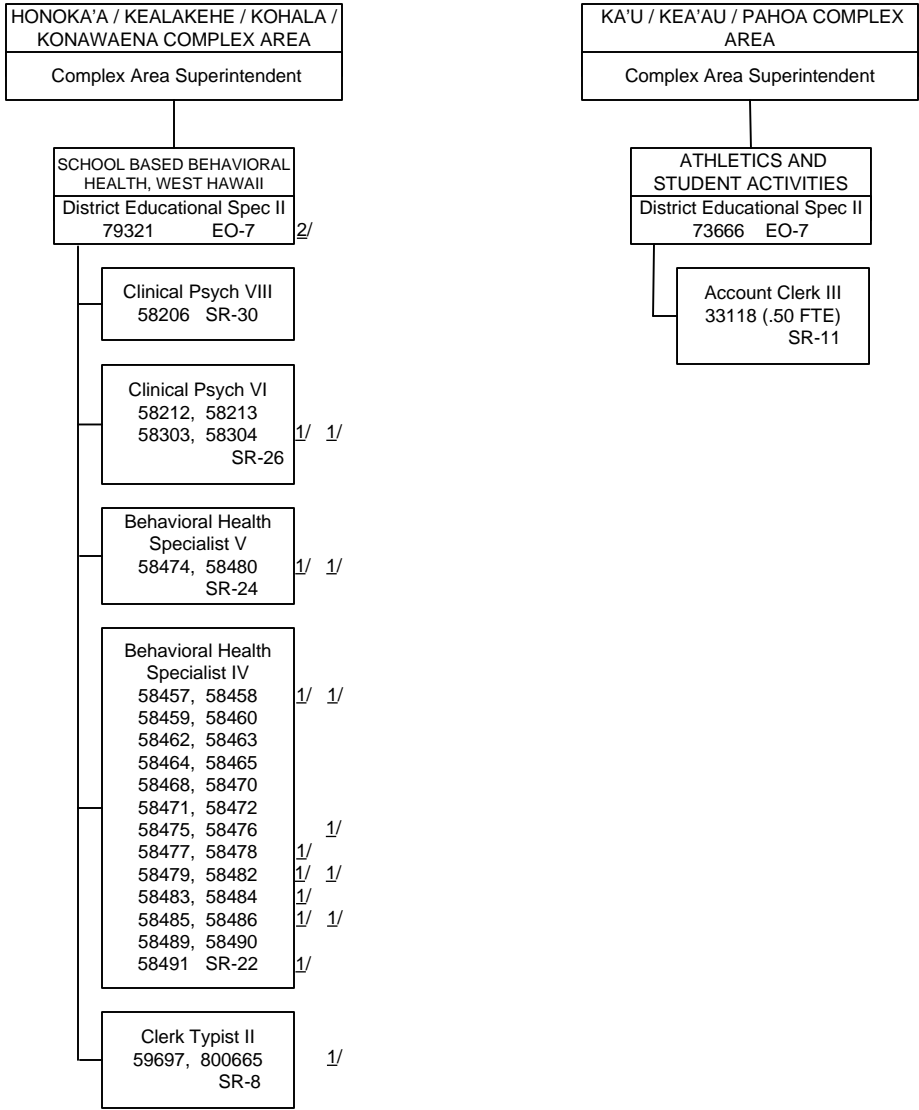 HONOKA'A / KEALAKEHE / KOHALA /
KONAWAENA COMPLEX AREA
Complex Area Superintendent
SCHOOL BASED BEHAVIORAL
HEALTH, WEST HAWAII
District Educational Spec II
79321 EO-7 2/
Clinical Psych VIII
58206 SR-30
Clinical Psych VI
58212, 58213
58303, 58304 1/ 1/
SR-26
Behavioral Health
Specialist V
58474, 58480 1/ 1/
SR-24
Behavioral Health
Specialist IV
58457, 58458 1/ 1/
58459, 58460
58462, 58463
58464, 58465
58468, 58470
58471, 58472
58475, 58476 1/
58477, 58478 1/
58479, 58482 1/ 1/
58483, 58484 1/
58485, 58486 1/ 1/
58489, 58490
58491 SR-22 1/
Clerk Typist II
59697, 800665 1/
SR-8
KA'U / KEA'AU / PAHOA COMPLEX
AREA
Complex Area Superintendent
ATHLETICS AND
STUDENT ACTIVITIES
District Educational Spec II
73666 EO-7
Account Clerk III
33118 (.50 FTE)
SR-11